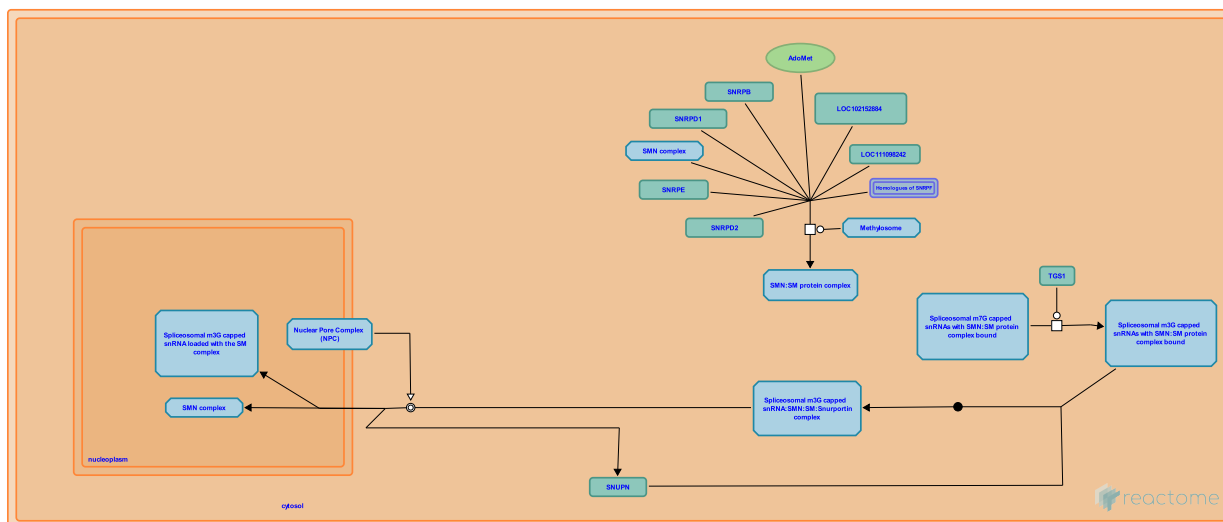 AdoMet
SNRPB
LOC102152884
SNRPD1
SMN complex
LOC111098242
SNRPE
Homologues of SNRPF
SNRPD2
Methylosome
SMN:SM protein complex
TGS1
Spliceosomal m7G capped
snRNAs with SMN:SM protein
complex bound
Spliceosomal m3G capped
snRNAs with SMN:SM protein
complex bound
Spliceosomal m3G capped
snRNA loaded with the SM
complex
Nuclear Pore Complex
(NPC)
SMN complex
Spliceosomal m3G capped
snRNA:SMN:SM:Snurportin
complex
nucleoplasm
SNUPN
cytosol
reactome